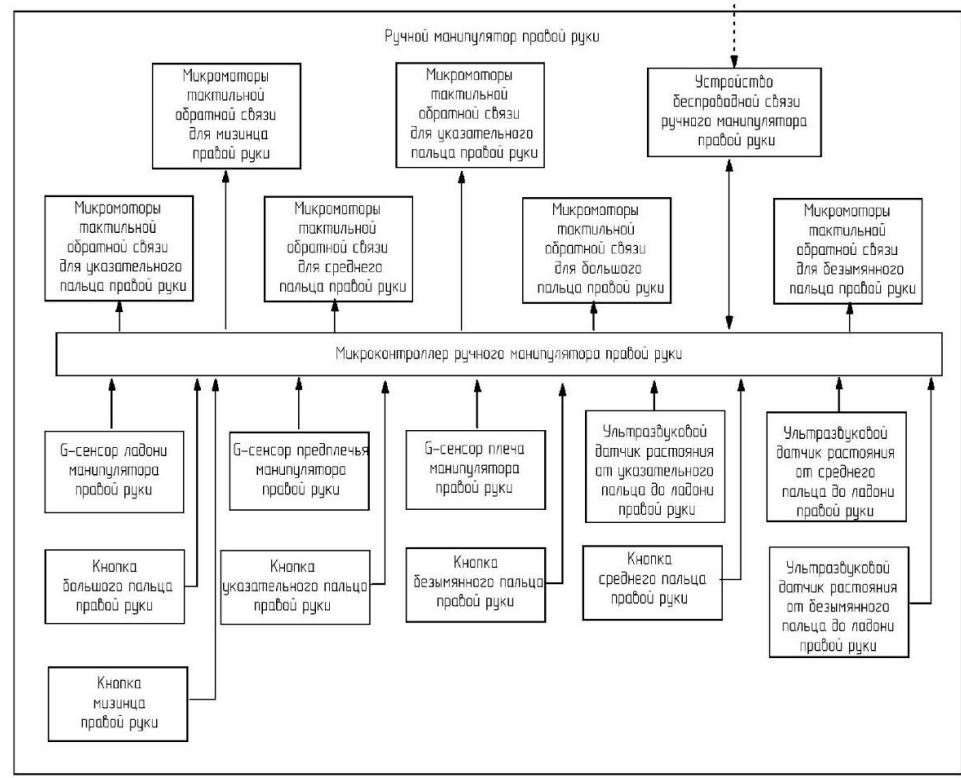 Ручной манипулятор правой руки
Микромоторы
тактильной
обратной связи
для мизинца
правой руки
Микромоторы
тактильной
обратной связи
для указательного
пальца правой руки
Устройство
беспроводной связи
ручного манипулятора
правой руки
Микромоторы
тактильной
обратной связи
для указательного
пальца правой руки
Микромоторы
тактильной
обратной связи
для среднего
пальца правой руки
Микромоторы
тактильной
обратной связи
для большого
пальца правой руки
Микромоторы
тактильной
обратной связи
для безымянного
пальца правой руки
Микроконтроллер ручного манипулятора правой руки
G-сенсор ладони
манипулятора
правой руки
G-сенсор предплечья
манипулятора
правой руки
G-сенсор плеча
манипулятора
правой руки
Ультразвуковой
датчик растояния
от указательного
пальца до ладони
правой руки
Ультразвуковой
датчик растояния
от среднего
пальца до ладони
правой руки
Кнопка
большого пальца
правой руки
Кнопка
указательного пальца
правой руки
Кнопка
безымянного пальца
правой руки
Кнопка
среднего пальца
правой руки
Ультразвуковой
датчик растояния
от безымянного
пальца до ладони
правой руки
Кнопка
мизинца
правой руки